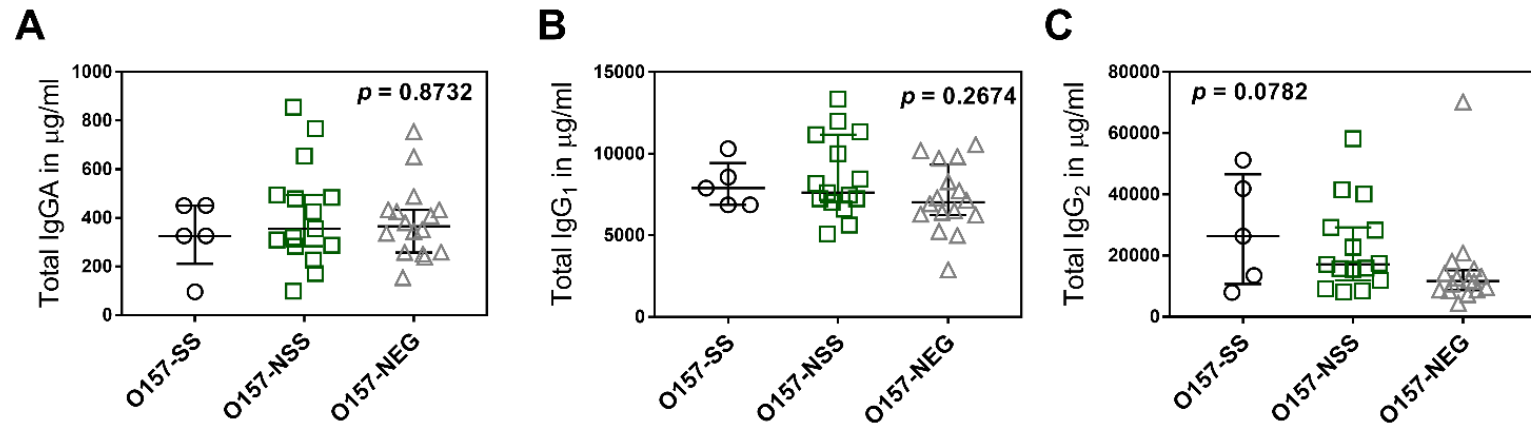 A
Total IgGA in μg/ml
1000
800
600
400
200
0
p = 0.8732
O157-SS
O157-NSS
O157-NEG
B
Total IgG₁ in μg/ml
15000
10000
5000
0
p = 0.2674
O157-SS
O157-NSS
O157-NEG
C
Total IgG₂ in μg/ml
80000
60000
40000
20000
0
p = 0.0782
O157-SS
O157-NSS
O157-NEG